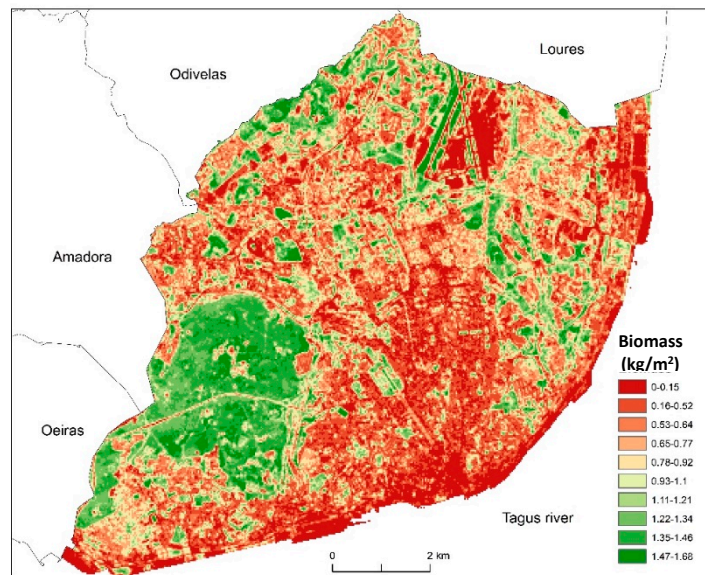 Loures
Odivelas
Amadora
Oeiras
Tagus river
0 2 km
Biomass
(kg/m²)
0-0.15
0.16-0.52
0.53-0.64
0.65-0.77
0.78-0.92
0.93-1.1
1.11-1.21
1.22-1.34
1.35-1.46
1.47-1.68